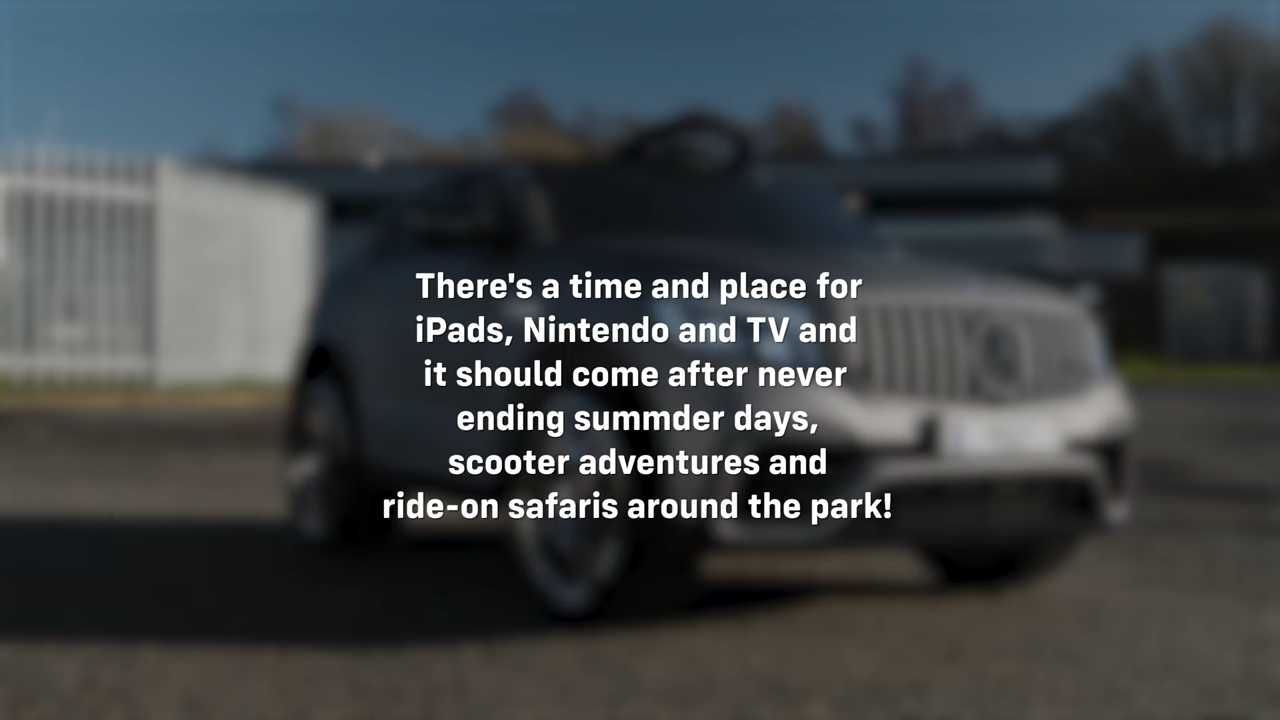 There's a time and place for
iPads, Nintendo and TV and
it should come after never
ending summder days,
scooter adventures and
ride-on safaris around the park!